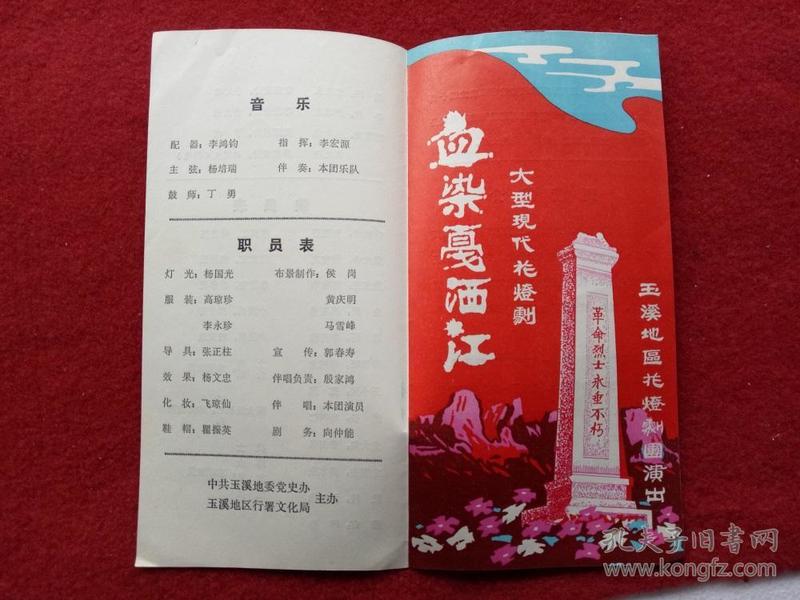 音 乐
配 器：李鸿钧 指 挥：李宏源
主 弦：杨培瑞 伴 奏：本团乐队
鼓 师：丁 勇
职 员 表
灯 光：杨国光 布景制作：侯 岗
服 装：高琼珍 黄庆明
李永珍 马雪峰
导 具：张正柱 宣 传：郭春寿
效 果：杨文忠 伴唱负责：殷家鸿
化 妆：飞琼仙 伴 唱：本团演员
鞋 帽：瞿振英 剧 务：向仲能
中共玉溪地委党史办
玉溪地区行署文化局 主办
血染戛洒江
大型现代花燈劇
革命烈士永垂不朽
玉溪地區花燈劇團演出
孔夫子旧书网
www.kongfz.com